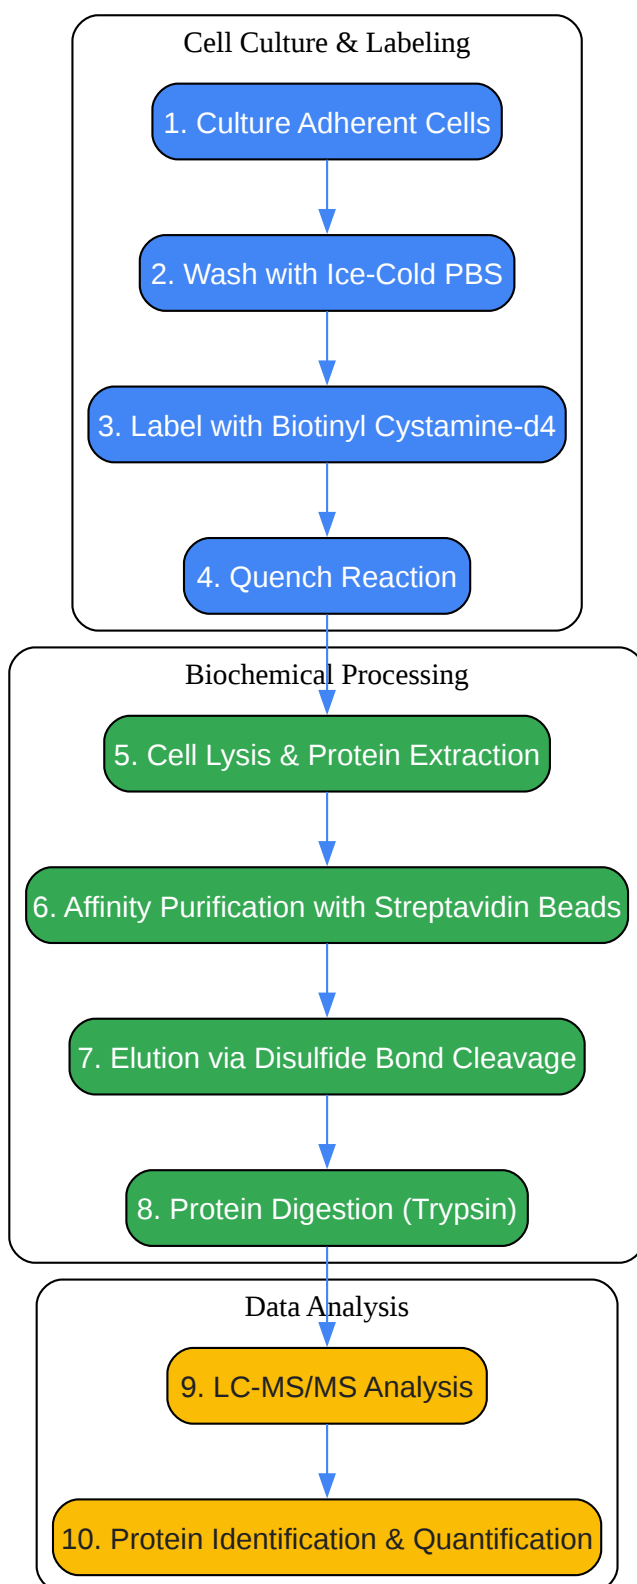 Cell Culture & Labeling
1. Culture Adherent Cells
2. Wash with Ice-Cold PBS
3. Label with Biotinyl Cystamine-d4
4. Quench Reaction
Biochemical Processing
5. Cell Lysis & Protein Extraction
6. Affinity Purification with Streptavidin Beads
7. Elution via Disulfide Bond Cleavage
8. Protein Digestion (Trypsin)
Data Analysis
9. LC-MS/MS Analysis
10. Protein Identification & Quantification